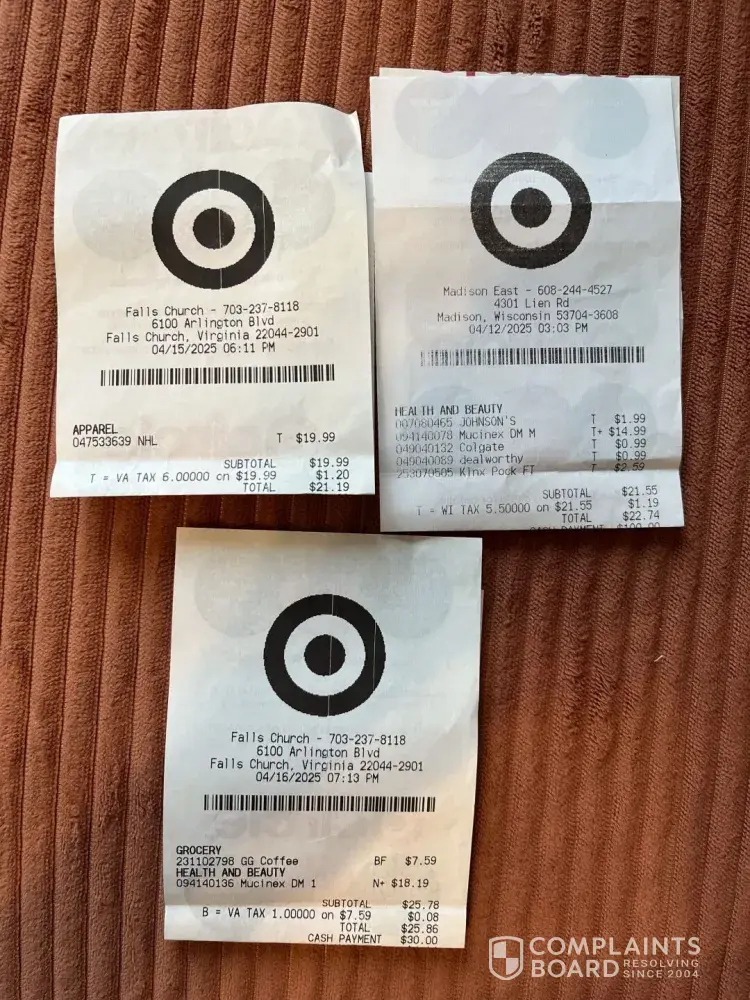 Falls Church - 703-237-8118
6100 Arlington Blvd
Falls Church, Virginia 22044-2901
04/15/2025 06:11 PM
APPAREL
047533639 NHL T $19.99
SUBTOTAL $19.99
T = VA TAX 6.00000 on $19.99 $1.20
TOTAL $21.19
Madison East - 608-244-4527
4301 Lien Rd
Madison, Wisconsin 53704-3608
04/12/2025 03:03 PM
HEALTH AND BEAUTY
007080465 JOHNSON'S T $1.99
094140078 Mucinex DM M T+ $14.99
049040132 Colgate T $0.99
049040089 dealworthy T $0.99
253070505 Klnx Pock FT T $2.59
SUBTOTAL $21.55
T = WI TAX 5.50000 on $21.55 $1.19
TOTAL $22.74
CASH PAYMENT $100.00
Falls Church - 703-237-8118
6100 Arlington Blvd
Falls Church, Virginia 22044-2901
04/16/2025 07:13 PM
GROCERY
231102798 GG Coffee BF $7.59
HEALTH AND BEAUTY
094140136 Mucinex DM 1 N+ $18.19
SUBTOTAL $25.78
B = VA TAX 1.00000 on $7.59 $0.08
TOTAL $25.86
CASH PAYMENT $30.00
COMPLAINTS
BOARD RESOLVING
SINCE 2004